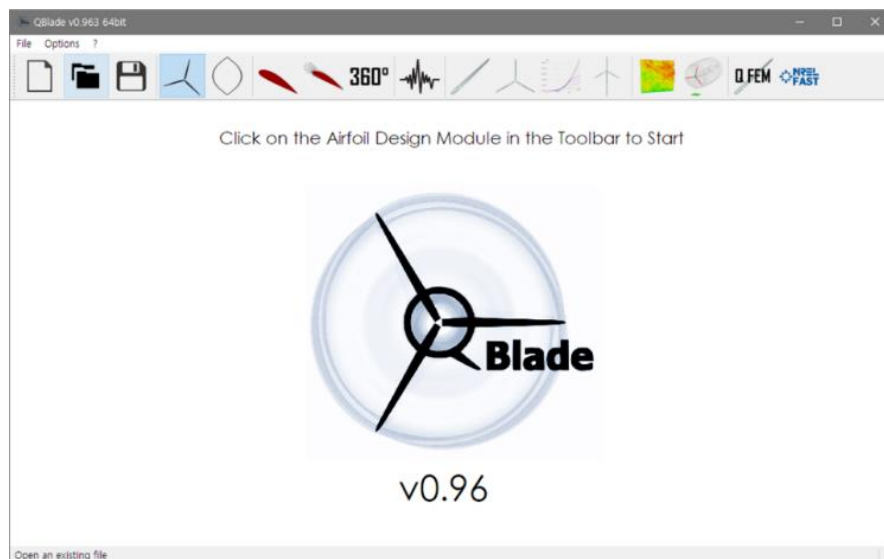 QBlade v0.963 64bit
File Options ?
360° Q FEM NREL FAST
Click on the Airfoil Design Module in the Toolbar to Start
Blade
v0.96
Open an existing file